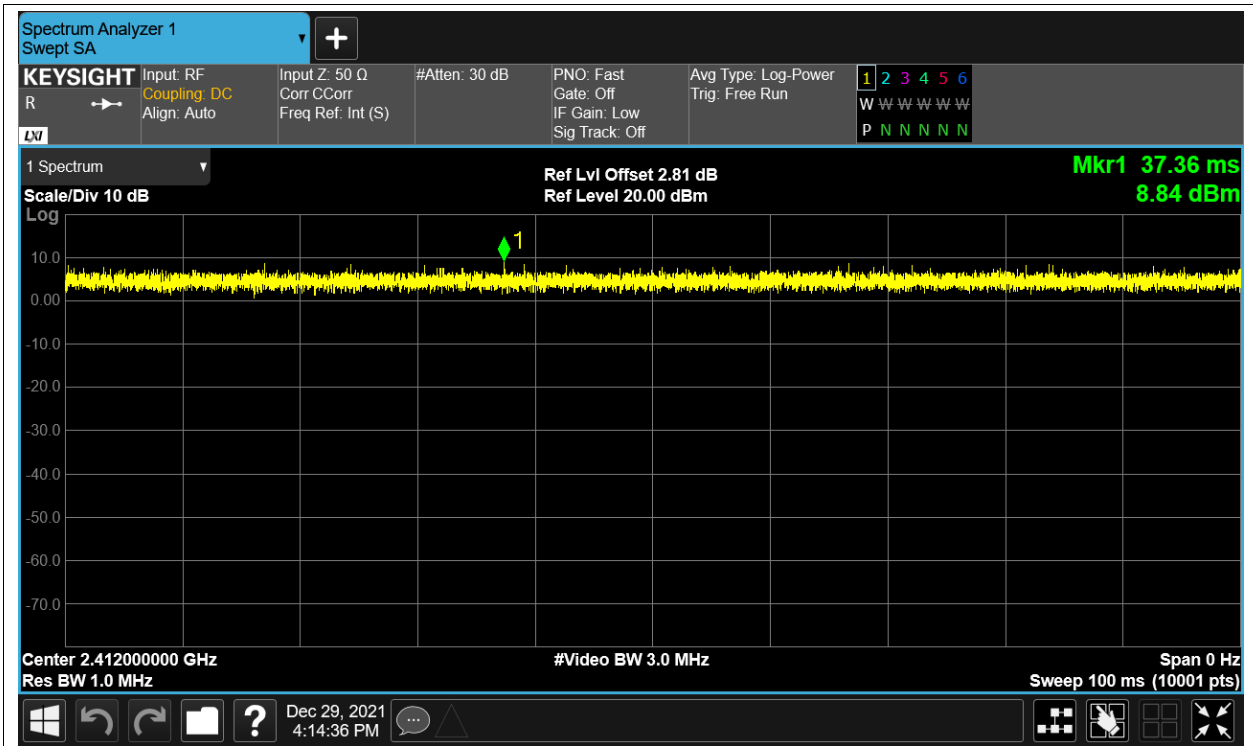 Spectrum Analyzer 1
Swept SA
KEYSIGHT
R
LXI
Input: RF
Coupling: DC
Align: Auto
Input Z: 50 Ω
Corr CCorr
Freq Ref: Int (S)
#Atten: 30 dB
PNO: Fast
Gate: Off
IF Gain: Low
Sig Track: Off
Avg Type: Log-Power
Trig: Free Run
1 2 3 4 5 6
W W W W W W
P N N N N N
1 Spectrum
Scale/Div 10 dB
Ref Lvl Offset 2.81 dB
Ref Level 20.00 dBm
Mkr1 37.36 ms
8.84 dBm
Log
1
10.0
0.00
-10.0
-20.0
-30.0
-40.0
-50.0
-60.0
-70.0
Center 2.412000000 GHz
#Video BW 3.0 MHz
Span 0 Hz
Res BW 1.0 MHz
Sweep 100 ms (10001 pts)
?
Dec 29, 2021
4:14:36 PM